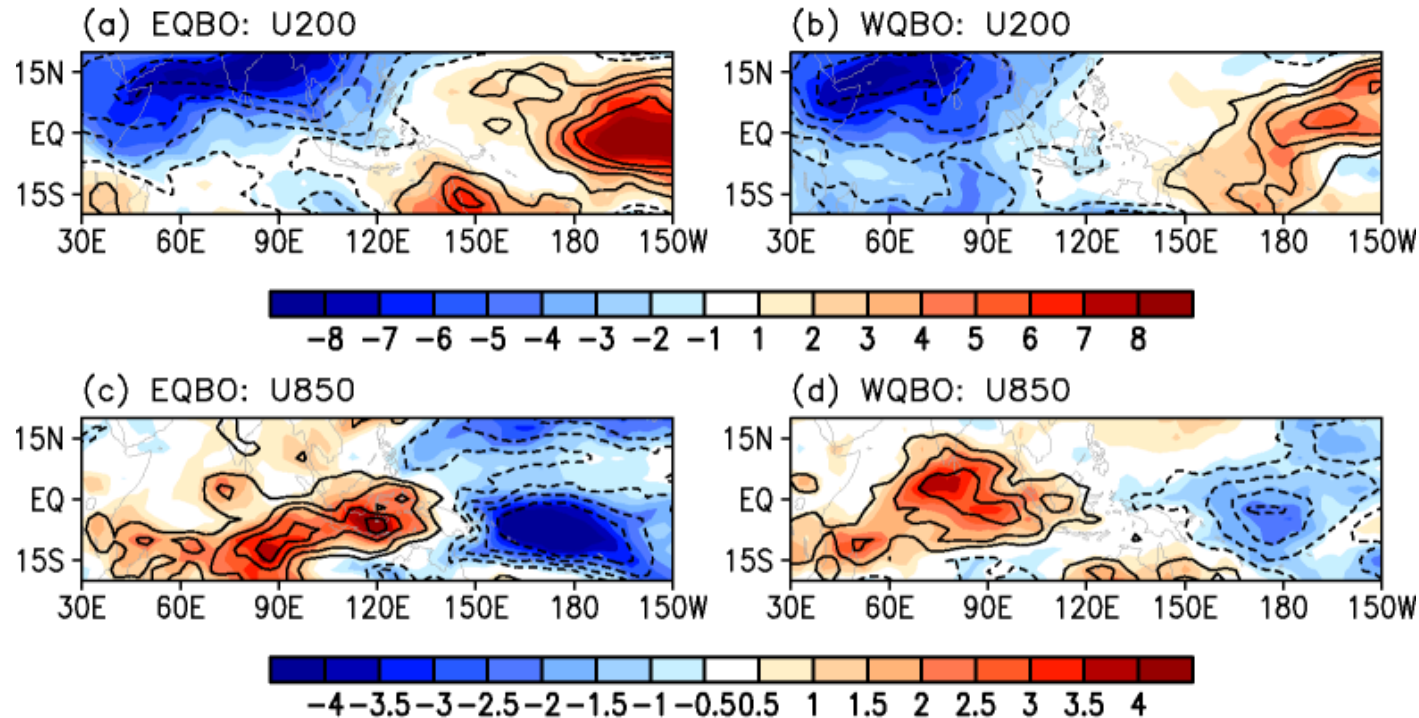 (a) EQBO: U200
(b) WQBO: U200
15N
EQ
15S
30E 60E 90E 120E 150E 180 150W
15N
EQ
15S
30E 60E 90E 120E 150E 180 150W
-8 -7 -6 -5 -4 -3 -2 -1 1 2 3 4 5 6 7 8
(c) EQBO: U850
(d) WQBO: U850
15N
EQ
15S
30E 60E 90E 120E 150E 180 150W
15N
EQ
15S
30E 60E 90E 120E 150E 180 150W
-4 -3.5 -3 -2.5 -2 -1.5 -1 -0.5 0.5 1 1.5 2 2.5 3 3.5 4